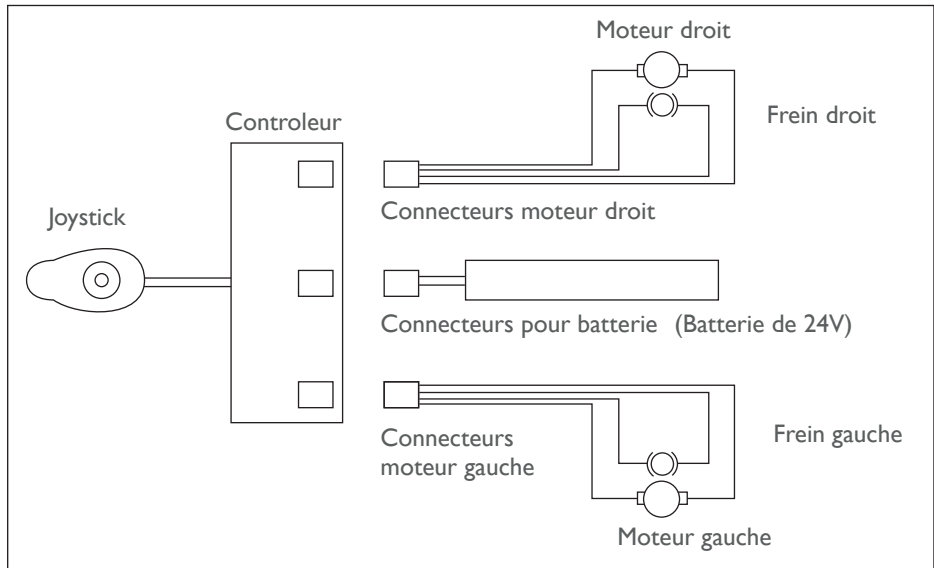 Moteur droit
Frein droit
Controleur
Connecteurs moteur droit
Joystick
Connecteurs pour batterie (Batterie de 24V)
Connecteurs
moteur gauche
Frein gauche
Moteur gauche